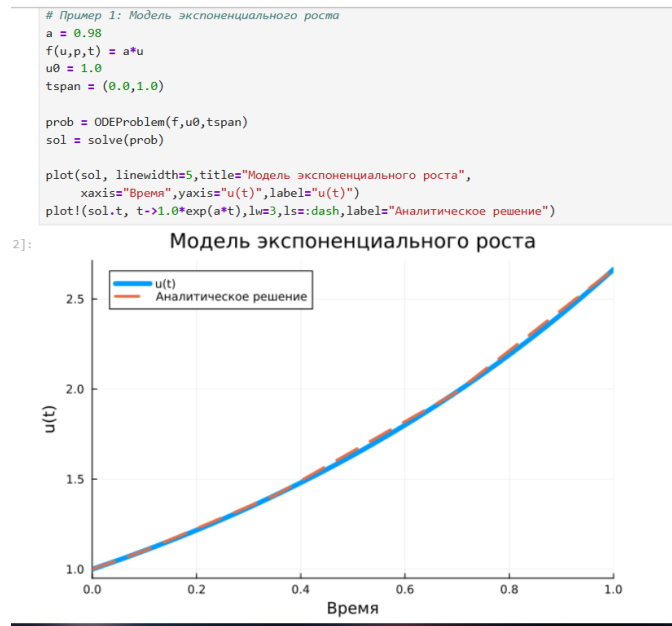 # Пример 1: Модель экспоненциального роста
a = 0.98
f(u,p,t) = a*u
u0 = 1.0
tspan = (0.0,1.0)
prob = ODEProblem(f,u0,tspan)
sol = solve(prob)
plot(sol, linewidth=5,title="Модель экспоненциального роста",
xaxis="Время",yaxis="u(t)",label="u(t)")
plot!(sol.t, t->1.0*exp(a*t),lw=3,ls=:dash,label="Аналитическое решение")
2]:
Модель экспоненциального роста
u(t)
Аналитическое решение
2.5
2.0
1.5
1.0
u(t)
0.0 0.2 0.4 0.6 0.8 1.0
Время